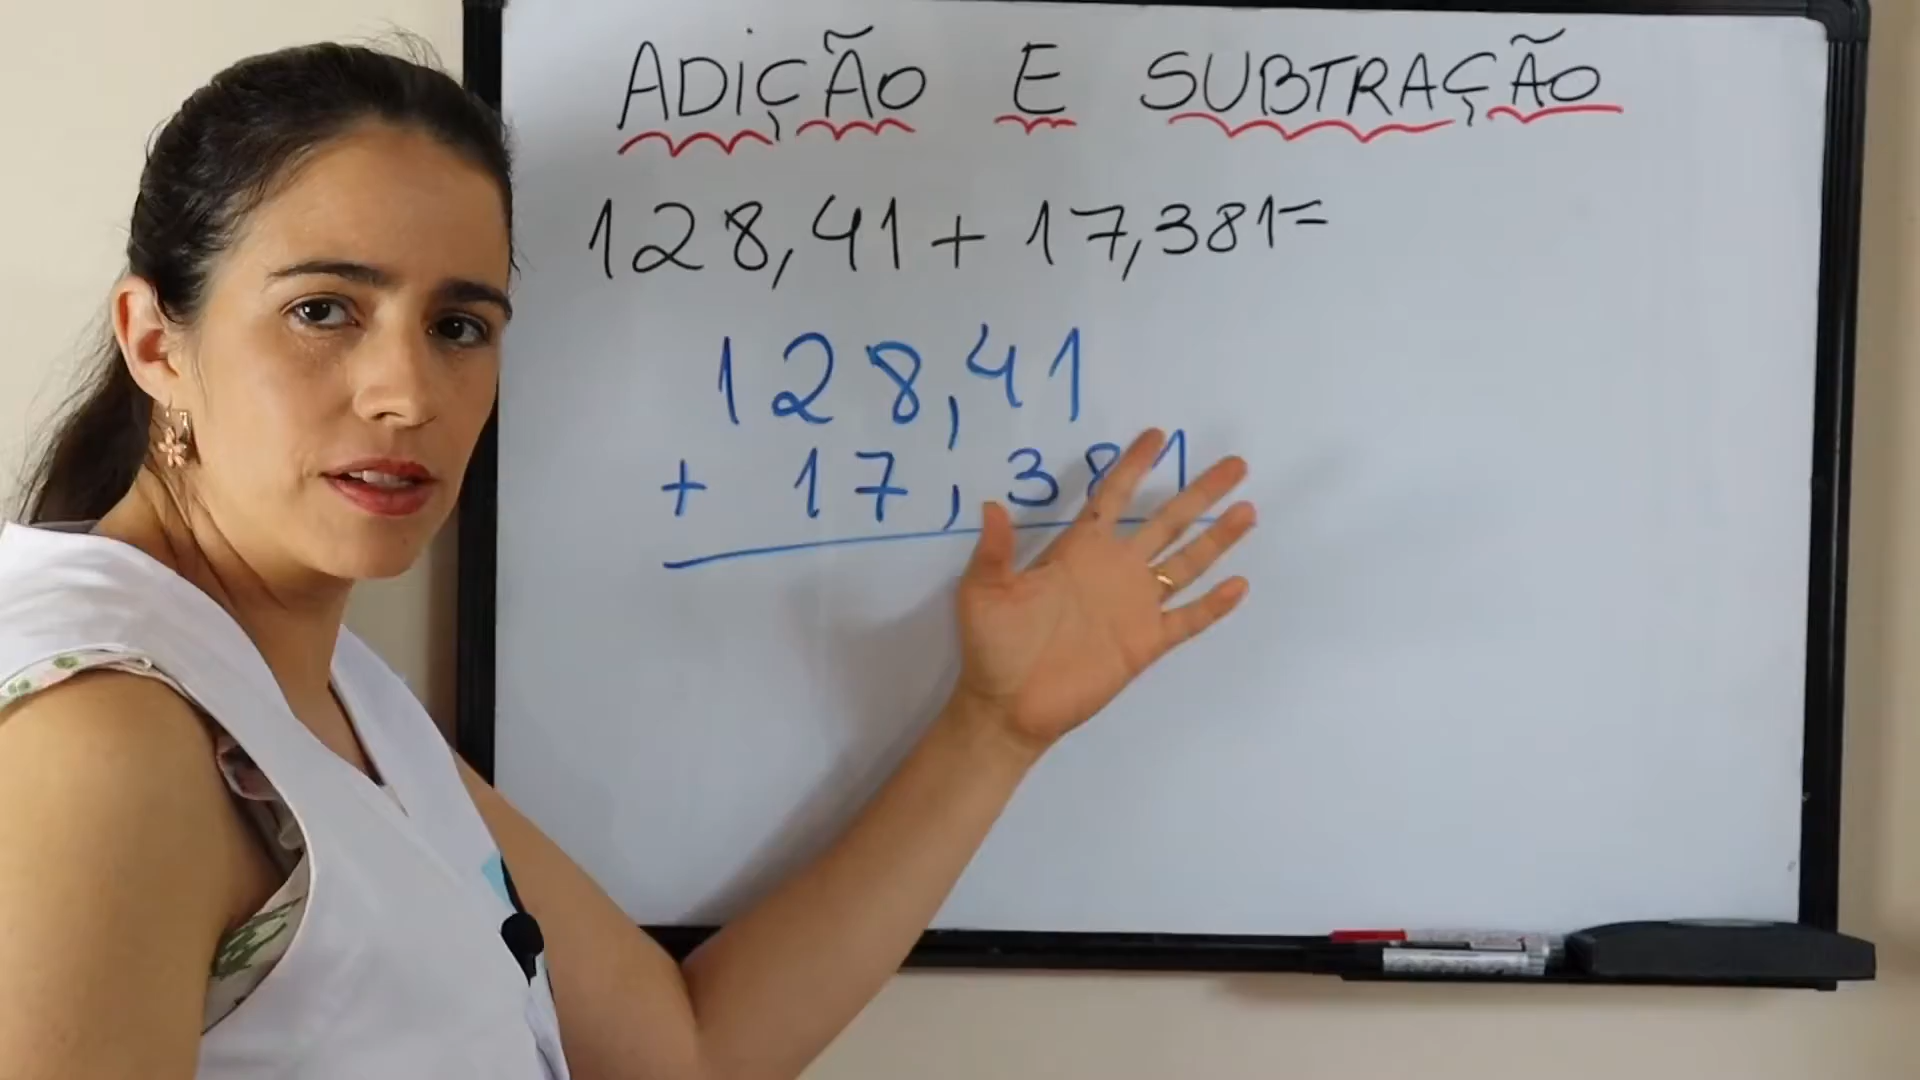 ADIÇÃO E SUBTRAÇÃO
128,41 + 17,381=
128,41
+ 17,381